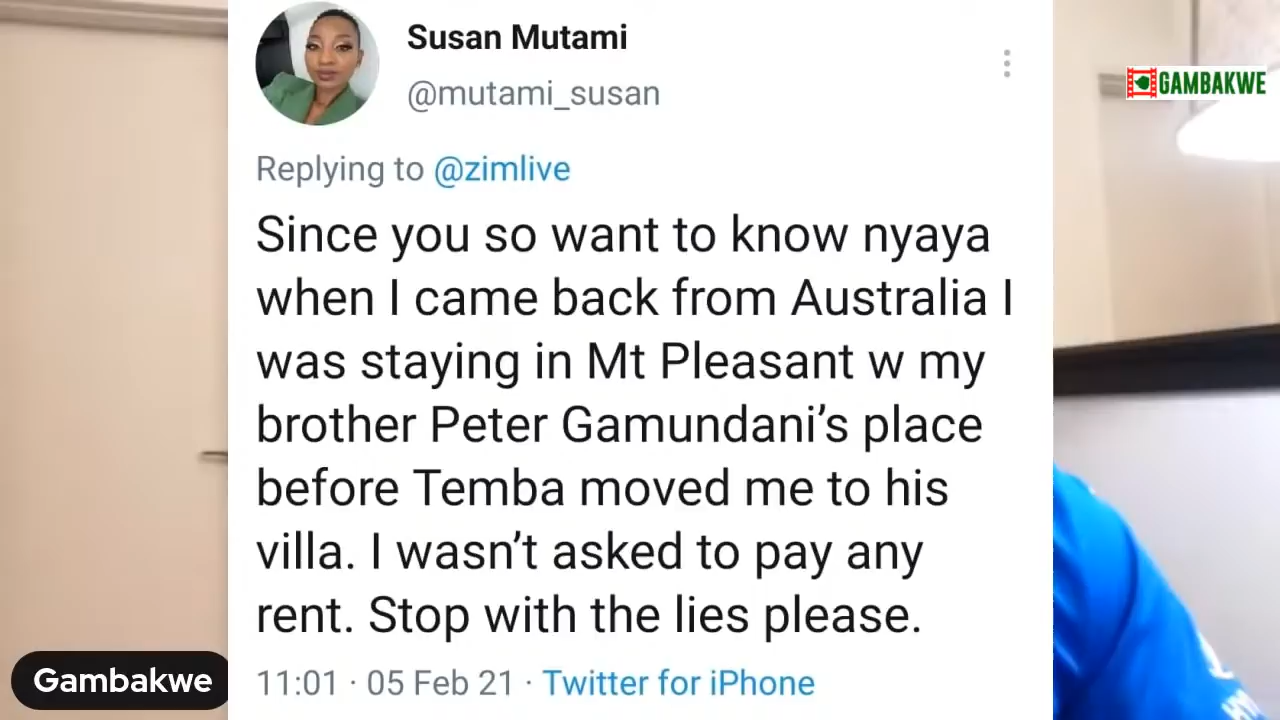 Susan Mutami
@mutami_susan
GAMBAKWE
Replying to @zimlive
Since you so want to know nyaya
when I came back from Australia I
was staying in Mt Pleasant w my
brother Peter Gamundani’s place
before Temba moved me to his
villa. I wasn’t asked to pay any
rent. Stop with the lies please.
11:01 · 05 Feb 21 · Twitter for iPhone
Gambakwe